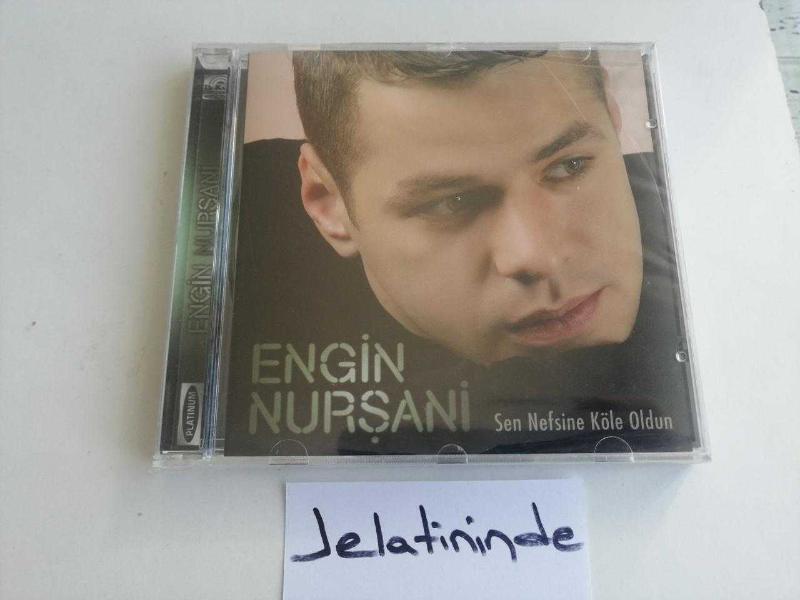 ENGİN NURŞANİ
PLATINUM
ENGİN
NURŞANİ
Sen Nefsine Köle Oldun
Jelatininde